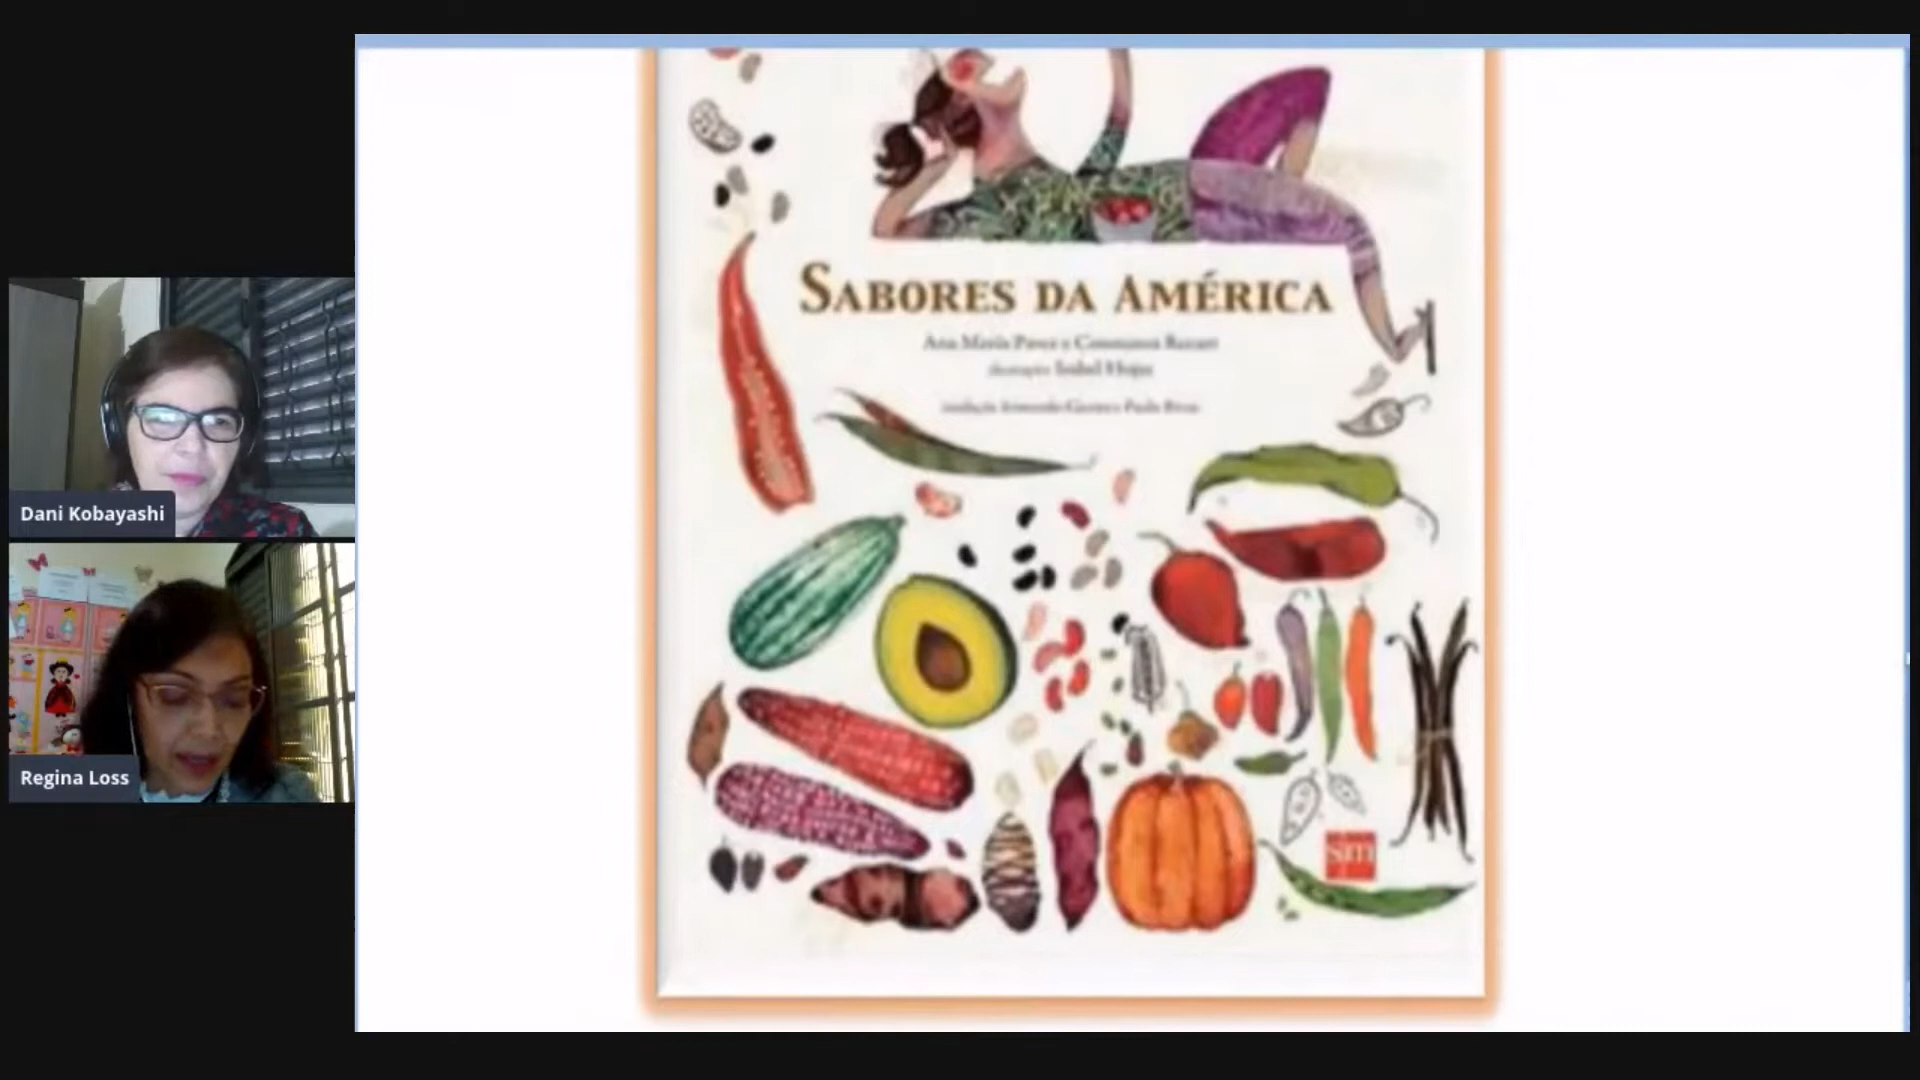 Dani Kobayashi
Regina Loss
SABORES DA AMÉRICA
Ana María Pavez e Constanza Recart
ilustração Isabel Hojas
sm